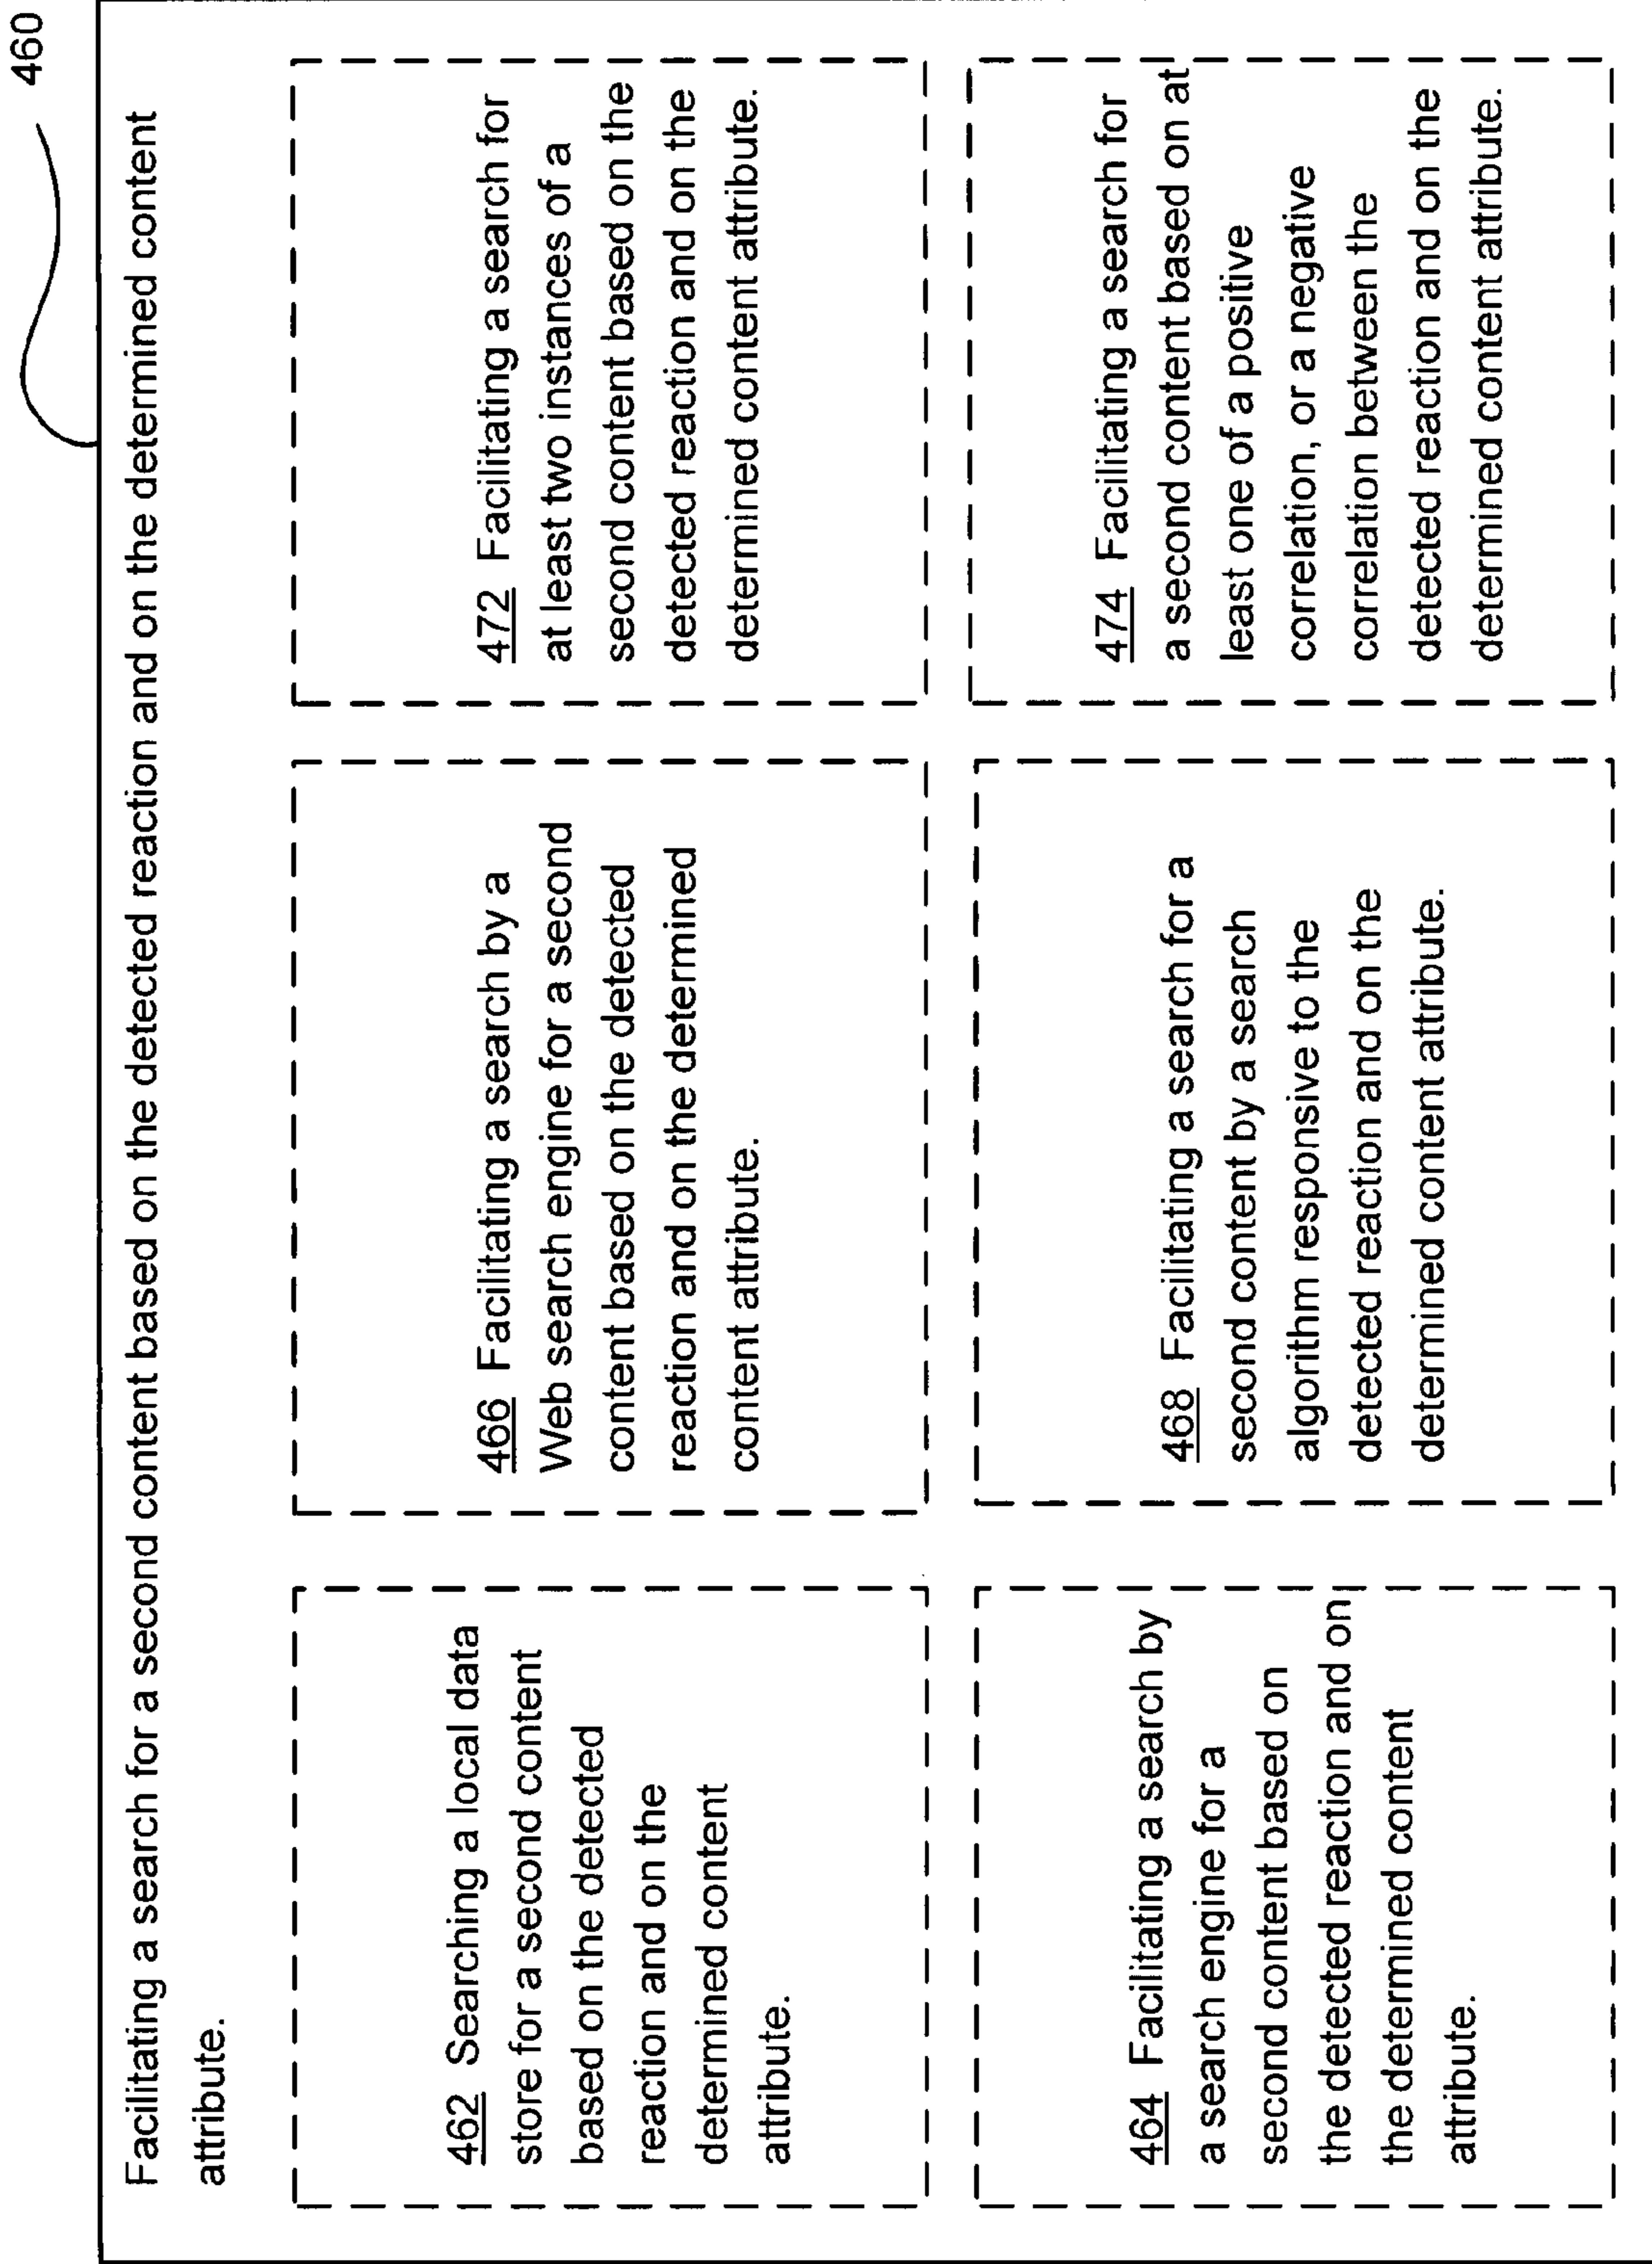 460
Facilitating a search for a second content based on the detected reaction and on the determined content
attribute.
462 Searching a local data
store for a second content
based on the detected
reaction and on the
determined content
attribute.
466 Facilitating a search by a
Web search engine for a second
content based on the detected
reaction and on the determined
content attribute.
472 Facilitating a search for
at least two instances of a
second content based on the
detected reaction and on the
determined content attribute.
464 Facilitating a search by
a search engine for a
second content based on
the detected reaction and on
the determined content
attribute.
468 Facilitating a search for a
second content by a search
algorithm responsive to the
detected reaction and on the
determined content attribute.
474 Facilitating a search for
a second content based on at
least one of a positive
correlation, or a negative
correlation between the
detected reaction and on the
determined content attribute.